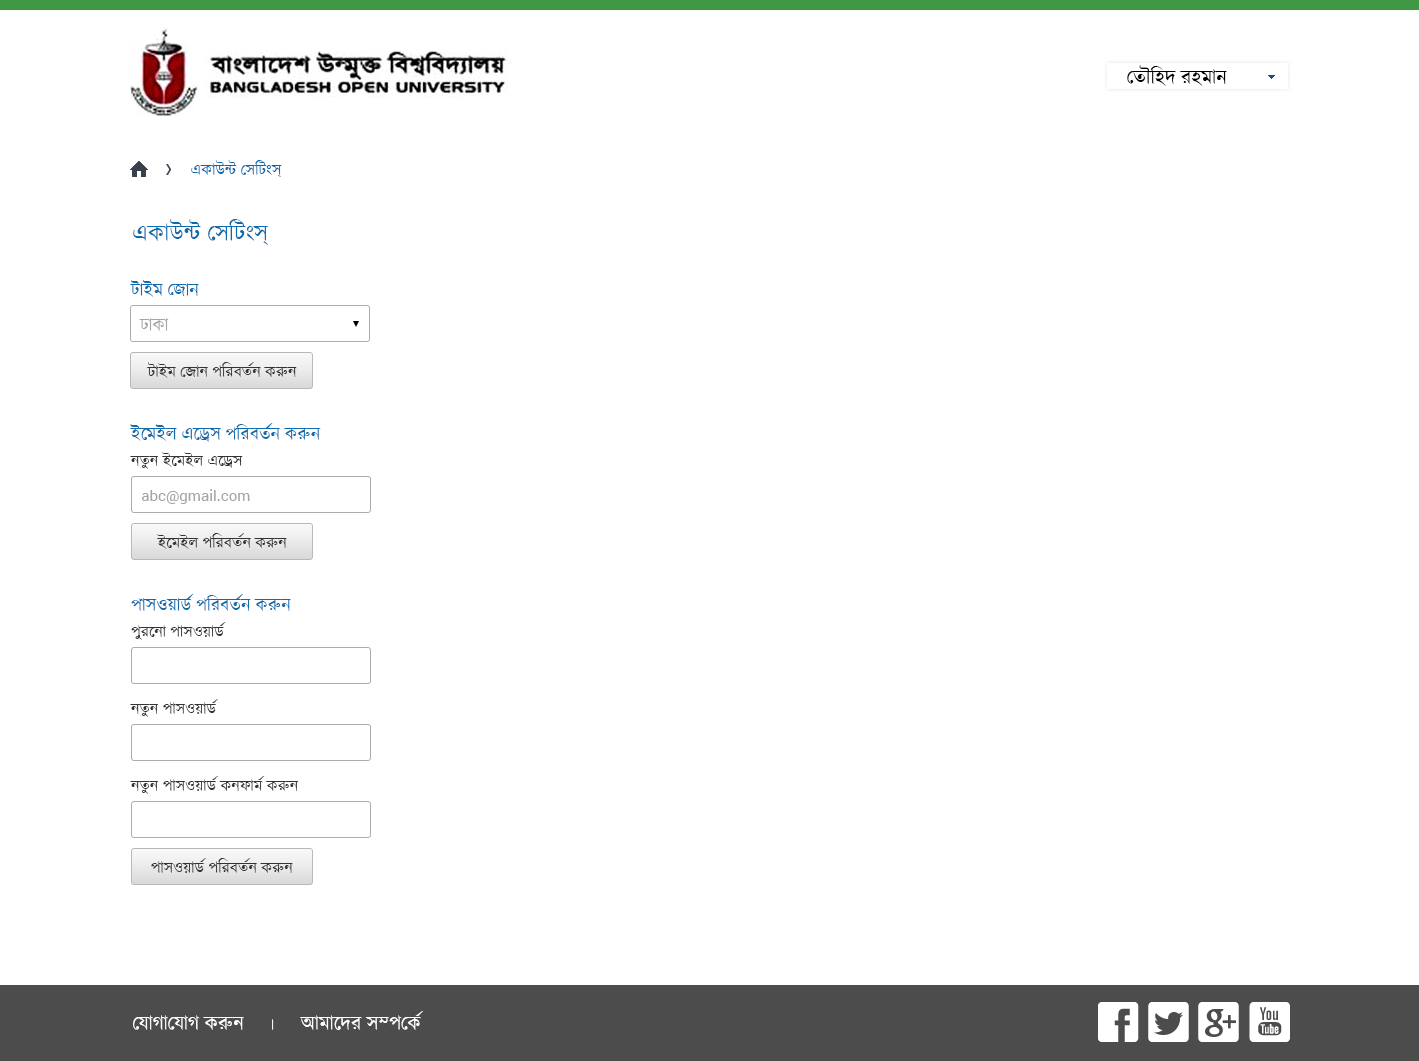 বাংলাদেশ উন্মুক্ত বিশ্ববিদ্যালয়
BANGLADESH OPEN UNIVERSITY
তৌহিদ রহমান
একাউন্ট সেটিংস্
একাউন্ট সেটিংস্
টাইম জোন
ঢাকা
টাইম জোন পরিবর্তন করুন
ইমেইল এড্রেস পরিবর্তন করুন
নতুন ইমেইল এড্রেস
abc@gmail.com
ইমেইল পরিবর্তন করুন
পাসওয়ার্ড পরিবর্তন করুন
পুরনো পাসওয়ার্ড
নতুন পাসওয়ার্ড
নতুন পাসওয়ার্ড কনফার্ম করুন
পাসওয়ার্ড পরিবর্তন করুন
যোগাযোগ করুন | আমাদের সম্পর্কে
You Tube